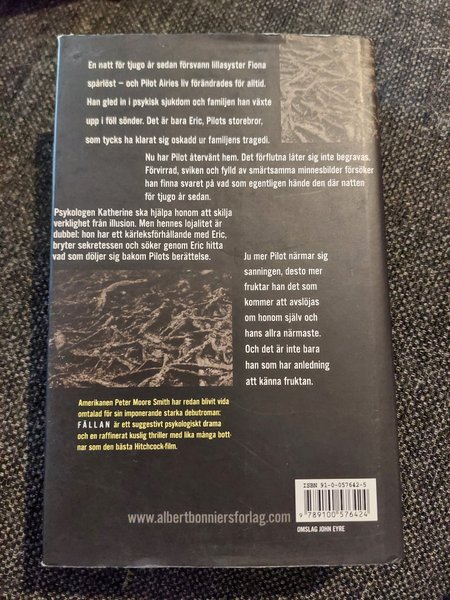 En natt för tjugo år sedan försvann lillasyster Fiona
spårlöst – och Pilot Airies liv förändrades för alltid.
Han gled in i psykisk sjukdom och familjen han växte
upp i föll sönder. Det är bara Eric, Pilots storebror,
som tycks ha klarat sig oskadd ur familjens tragedi.
Nu har Pilot återvänt hem. Det förflutna låter sig inte begravas.
Förvirrad, sviken och fylld av smärtsamma minnesbilder försöker
han finna svaret på vad som egentligen hände den där natten
för tjugo år sedan.
Psykologen Katherine ska hjälpa honom att skilja
verklighet från illusion. Men hennes lojalitet är
dubbel: hon har ett kärleksförhållande med Eric,
bryter sekretessen och söker genom Eric hitta
vad som döljer sig bakom Pilots berättelse.
Ju mer Pilot närmar sig
sanningen, desto mer
fruktar han det som
kommer att avslöjas
om honom själv och
hans allra närmaste.
Och det är inte bara
han som har anledning
att känna fruktan.
Amerikanen Peter Moore Smith har redan blivit vida
omtalad för sin imponerande starka debutroman:
FÄLLAN är ett suggestivt psykologiskt drama
och en raffinerat kuslig thriller med lika många bott-
nar som den bästa Hitchcock-film.
www.albertbonniersforlag.com
ISBN 91-0-057642-5
9 789100 576424
OMSLAG JOHN EYRE